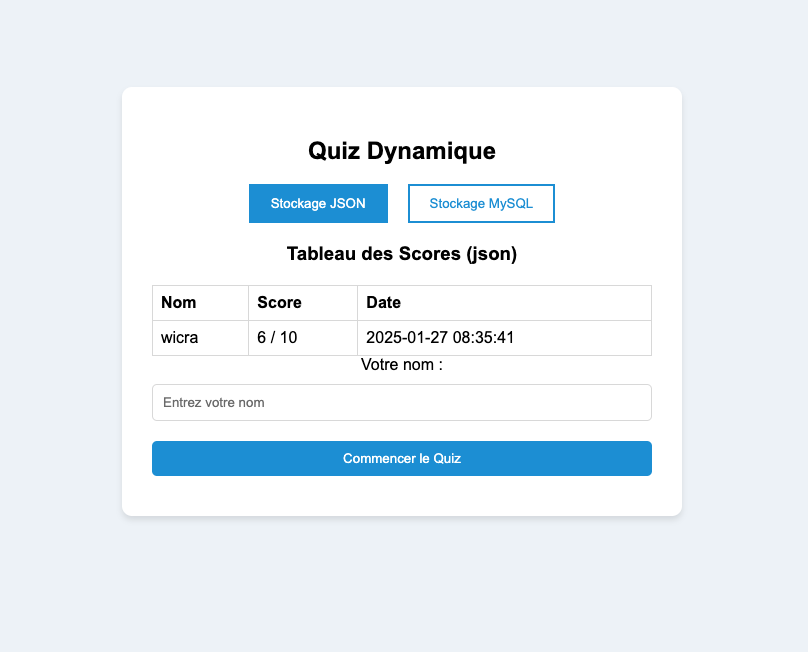 Quiz Dynamique
Stockage JSON Stockage MySQL
Tableau des Scores (json)
Nom Score Date
wicra 6 / 10 2025-01-27 08:35:41
Votre nom :
Entrez votre nom
Commencer le Quiz